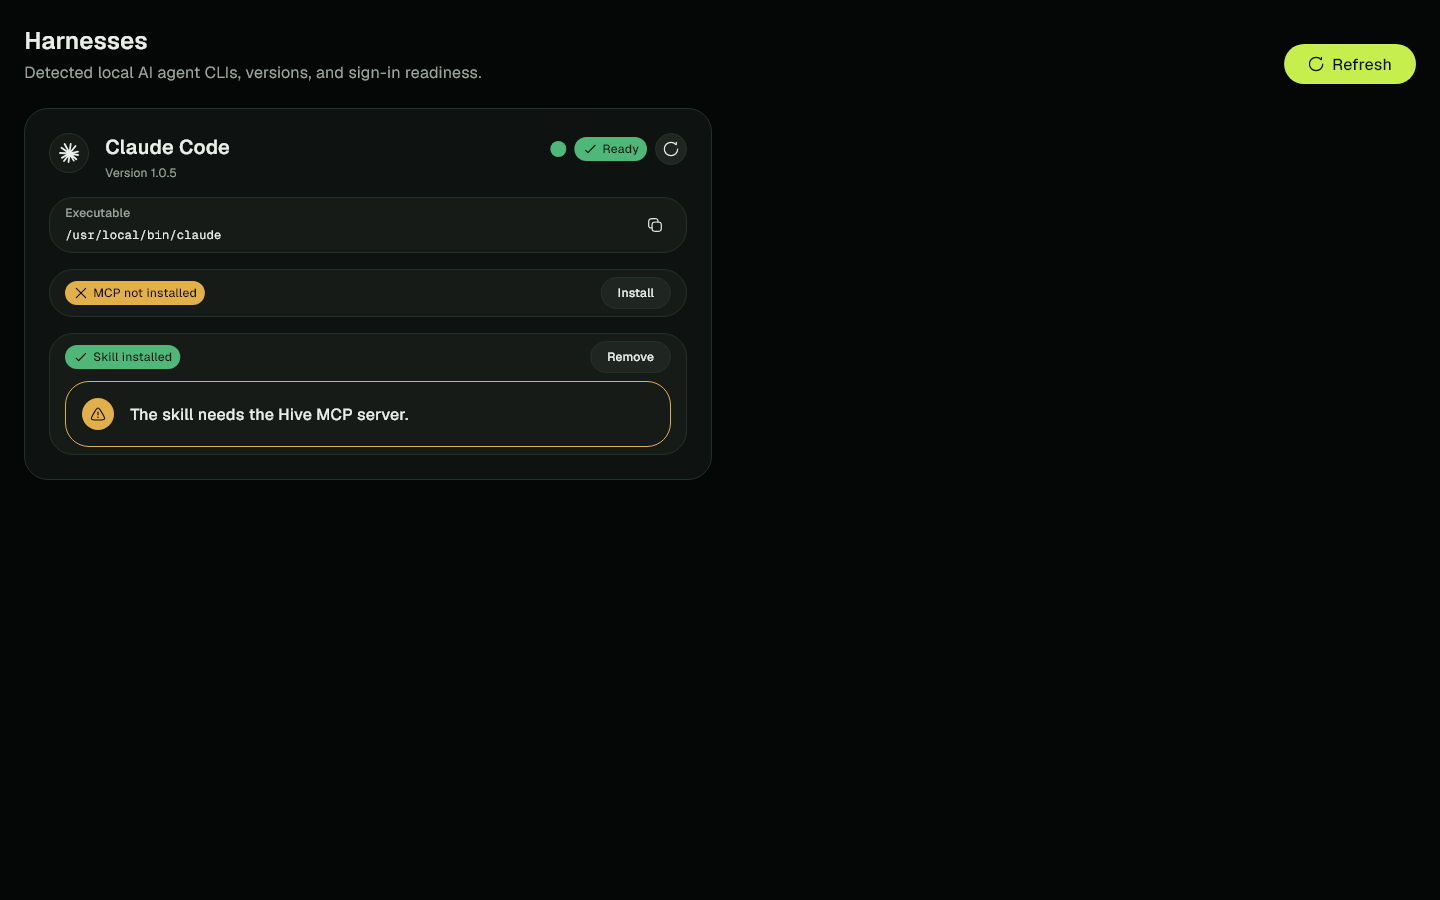 Harnesses
Detected local AI agent CLIs, versions, and sign-in readiness.
Refresh
Claude Code
Ready
Version 1.0.5
Executable
/usr/local/bin/claude
MCP not installed
Install
Skill installed
Remove
The skill needs the Hive MCP server.